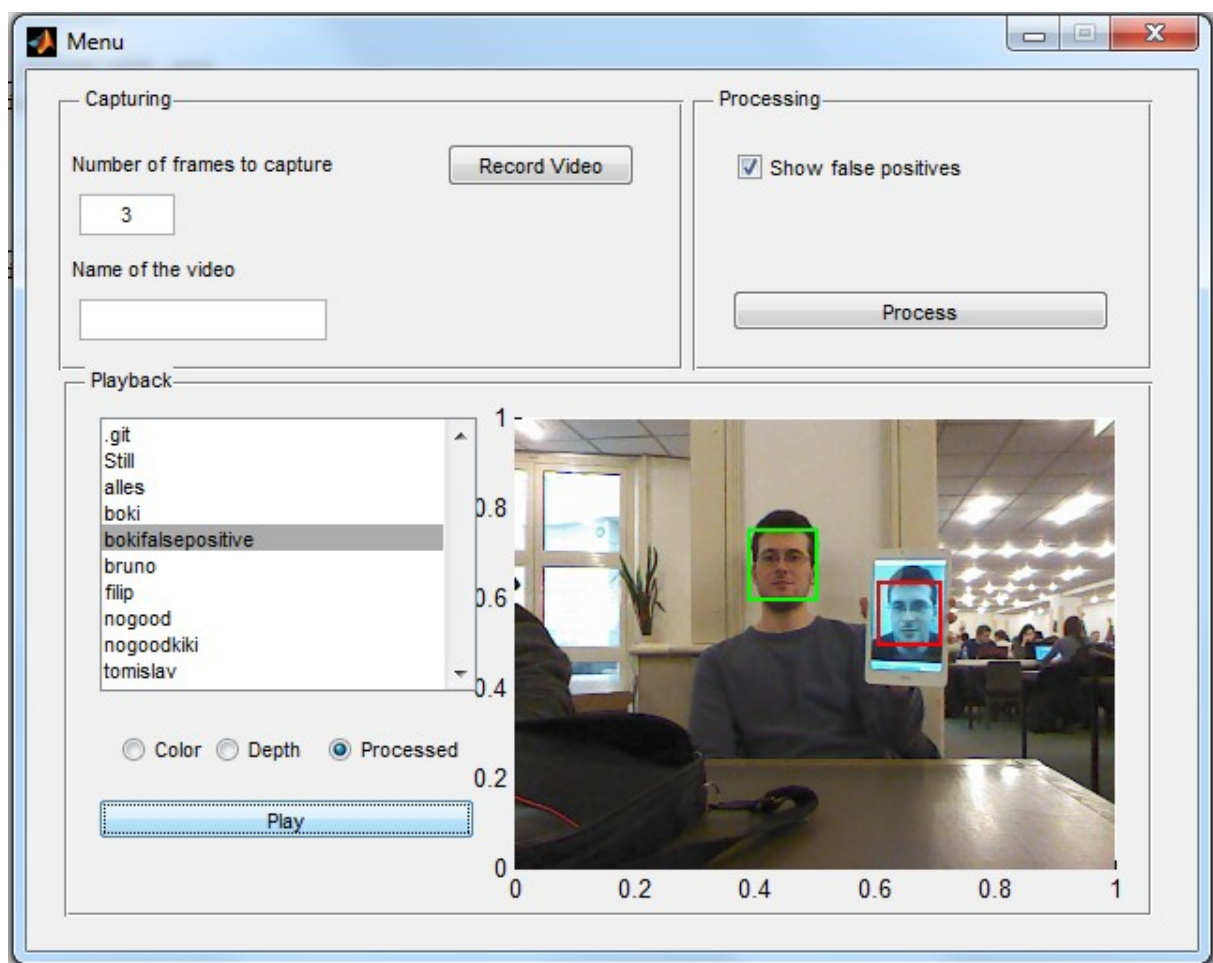 Menu
Capturing
Number of frames to capture
Record Video
3
Name of the video
Processing
Show false positives
Process
Playback
.git
Still
alles
boki
bokifalsepositive
bruno
filip
nogood
nogoodkiki
tomislav
Color
Depth
Processed
Play
1
0.8
0.6
0.4
0.2
0
0
0.2
0.4
0.6
0.8
1